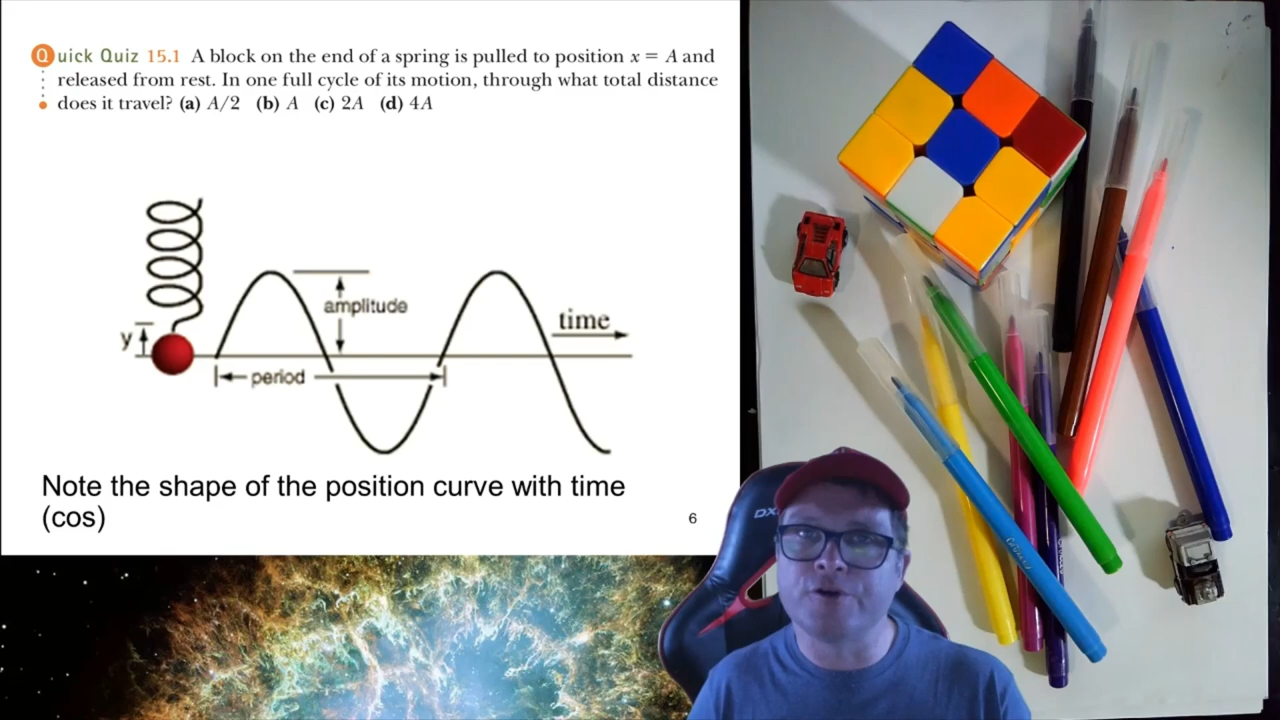 Quick Quiz 15.1 A block on the end of a spring is pulled to position x = A and
released from rest. In one full cycle of its motion, through what total distance
does it travel? (a) A/2 (b) A (c) 2A (d) 4A
amplitude
time
y
period
Note the shape of the position curve with time
(cos)
6